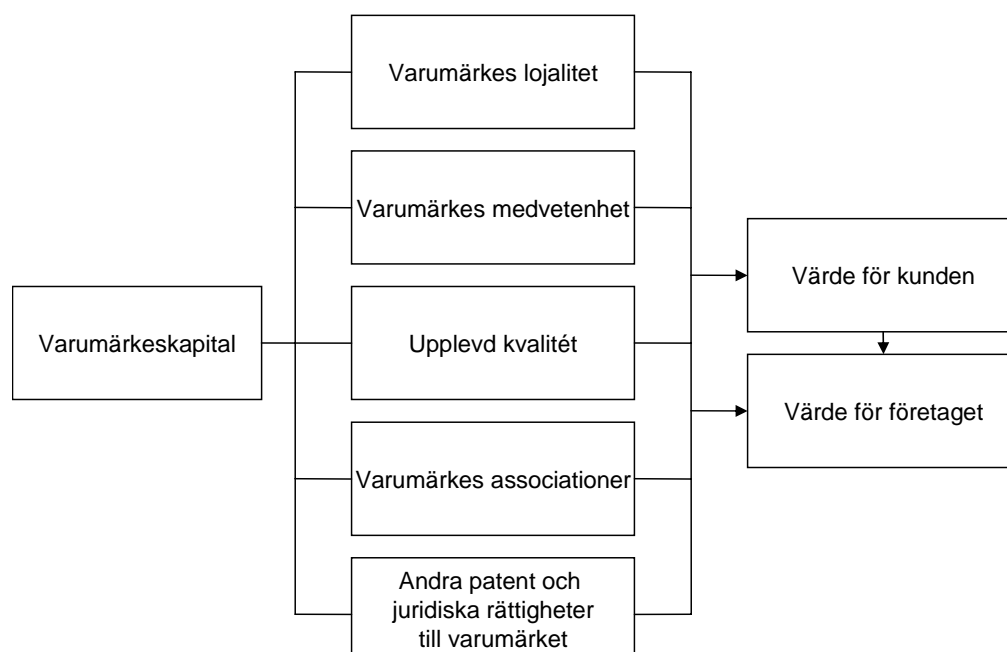 Varumärkes lojalitet
Varumärkes medvetenhet
Värde för kunden
Varumärkeskapital
Upplevd kvalitét
Värde för företaget
Varumärkes associationer
Andra patent och
juridiska rättigheter
till varumärket